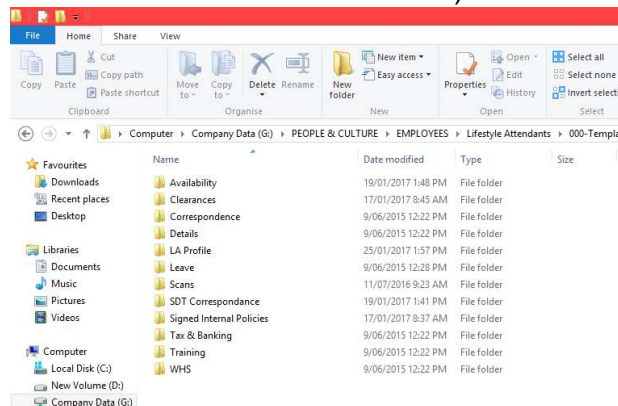 File Home Share View
Copy
Paste
Cut
Copy path
Paste shortcut
Move to
Copy to
Delete
Rename
New folder
New item
Easy access
Properties
Open
Edit
History
Select all
Select none
Invert selecti
Clipboard Organise New Open Select
Computer Company Data (G:) PEOPLE & CULTURE EMPLOYEES Lifestyle Attendants 000-Templa
Favourites
Downloads
Recent places
Desktop
Libraries
Documents
Music
Pictures
Videos
Computer
Local Disk (C:)
New Volume (D:)
Company Data (G:)
Name Date modified Type Size
Availability 19/01/2017 1:48 PM File folder
Clearances 17/01/2017 8:45 AM File folder
Correspondence 9/06/2015 12:22 PM File folder
Details 9/06/2015 12:22 PM File folder
LA Profile 25/01/2017 1:57 PM File folder
Leave 9/06/2015 12:28 PM File folder
Scans 11/07/2016 9:23 AM File folder
SDT Correspondance 19/01/2017 1:41 PM File folder
Signed Internal Policies 17/01/2017 8:37 AM File folder
Tax & Banking 9/06/2015 12:22 PM File folder
Training 9/06/2015 12:22 PM File folder
WHS 9/06/2015 12:22 PM File folder